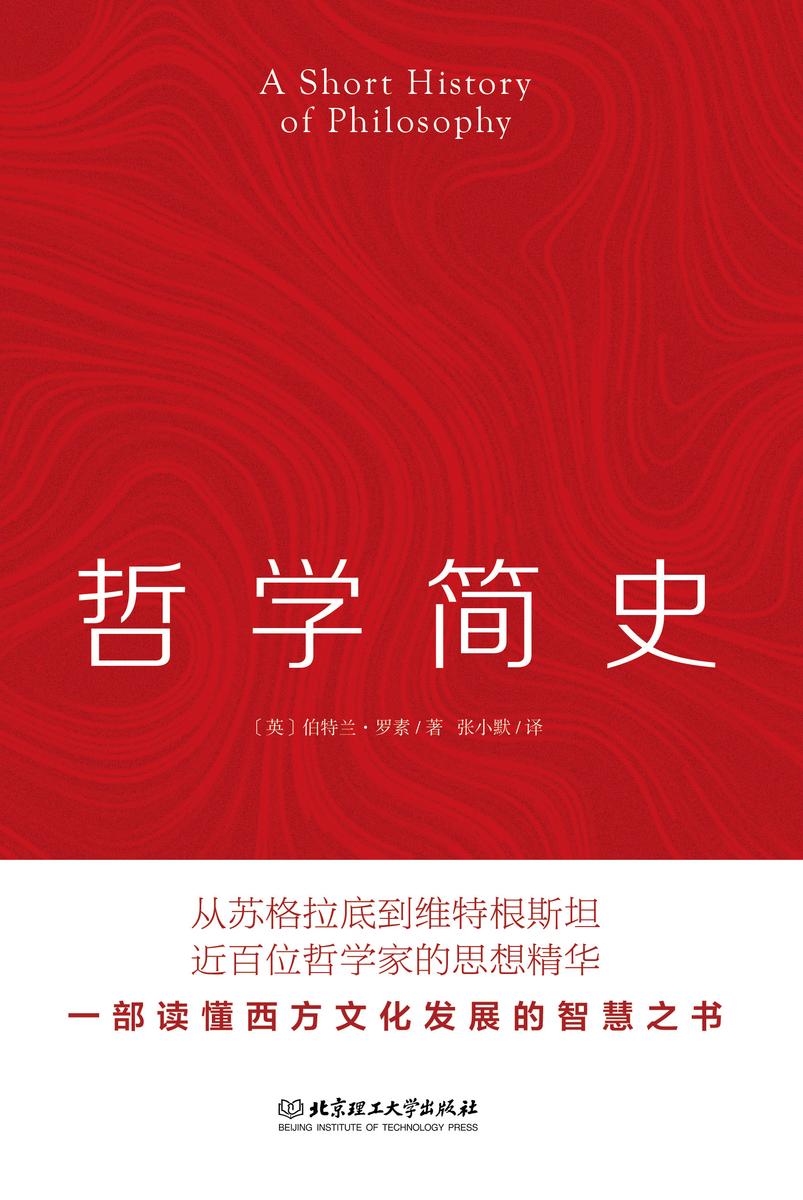 A Short History
of Philosophy
哲学简史
〔英〕伯特兰·罗素/著 张小默/译
从苏格拉底到维特根斯坦
近百位哲学家的思想精华
一部读懂西方文化发展的智慧之书
北京理工大学出版社
BEIJING INSTITUTE OF TECHNOLOGY PRESS